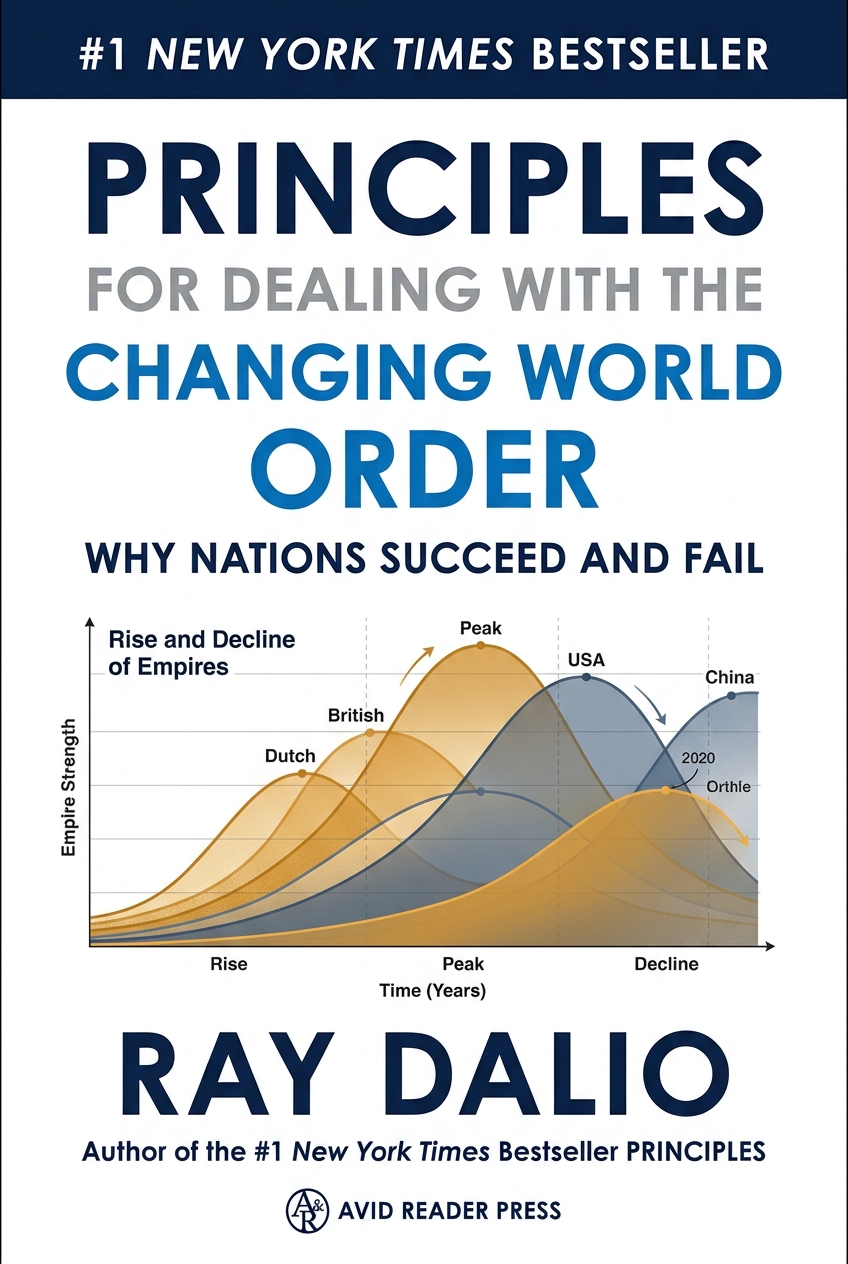 #1 NEW YORK TIMES BESTSELLER
PRINCIPLES
FOR DEALING WITH THE
CHANGING WORLD
ORDER
WHY NATIONS SUCCEED AND FAIL
Rise and Decline
of Empires
Peak
USA
China
British
Dutch
2020
Orthle
Empire Strength
Rise
Peak
Decline
Time (Years)
RAY DALIO
Author of the #1 New York Times Bestseller PRINCIPLES
A&R AVID READER PRESS